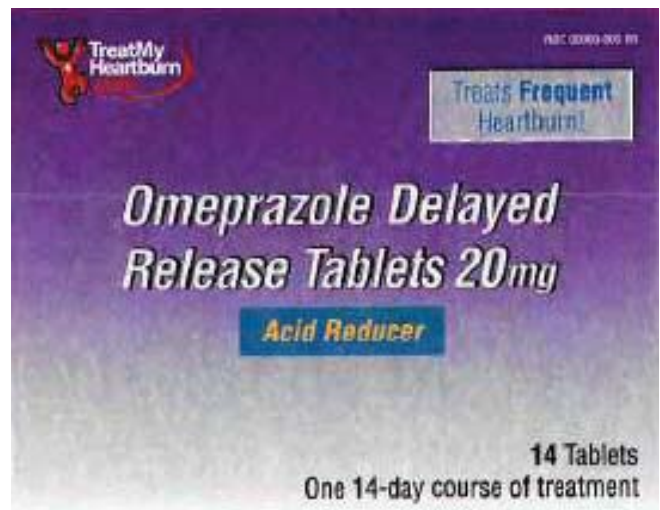 TreatMy
Heartburn
Treats Frequent
Heartburn!
Omeprazole Delayed
Release Tablets 20mg
Acid Reducer
14 Tablets
One 14-day course of treatment